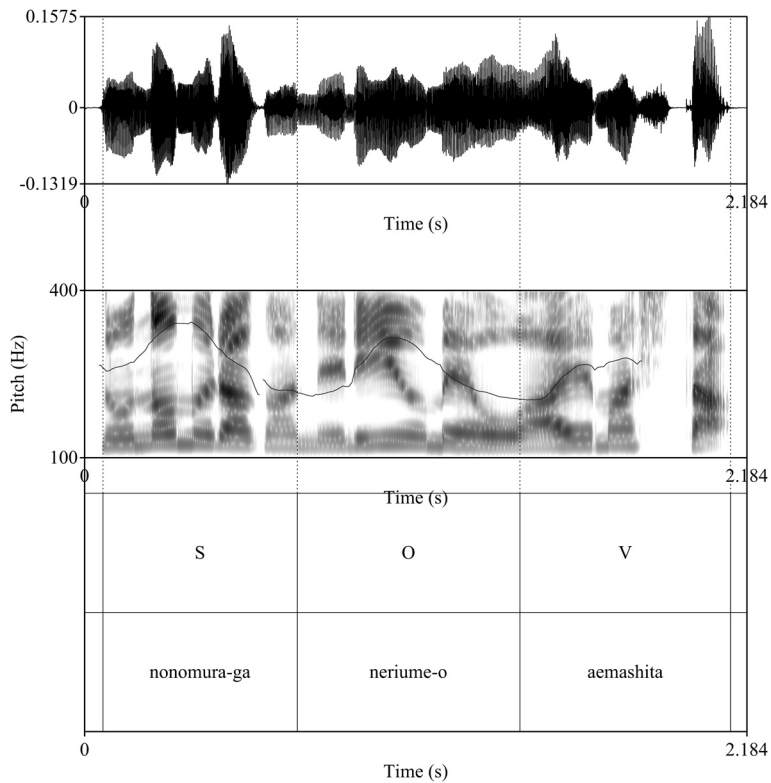 0.1575
0
-0.1319
0 2.184
Time (s)
400
Pitch (Hz)
100
0 2.184
Time (s)
S O V
nonomura-ga neriume-o aemashita
0 2.184
Time (s)